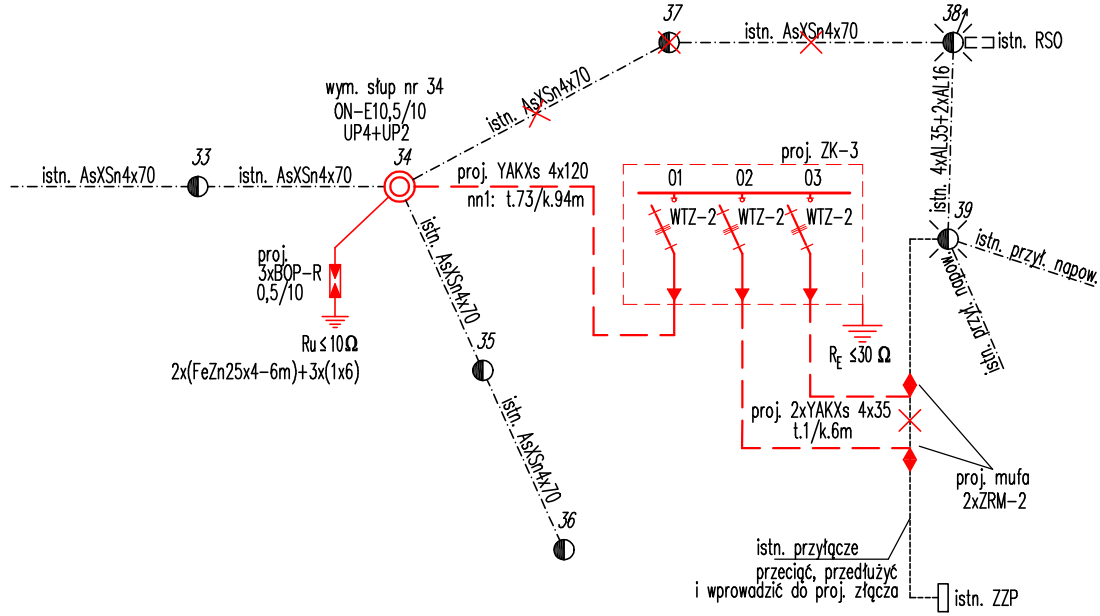 37
38
istn. AsXSn4x70
istn. RSO
wym. słup nr 34
ON-E10,5/10
UP4+UP2
istn. AsXSn4x70
istn. 4xAL35+2xAL16
33
34
istn. AsXSn4x70
istn. AsXSn4x70
proj. YAKXs 4x120
nn1: t.73/k.94m
proj. ZK-3
01
02
03
WTZ-2
WTZ-2
WTZ-2
39
istn. przył. napow.
istn. przył. napow.
proj.
3xBOP-R
0,5/10
istn. AsXSn4x70
Ru≤10Ω
2x(FeZn25x4-6m)+3x(1x6)
35
RE ≤30 Ω
proj. 2xYAKXs 4x35
t.1/k.6m
istn. AsXSn4x70
proj. mufa
2xZRM-2
36
istn. przyłącze
przeciąć, przedłużyć
i wprowadzić do proj. złącza
istn. ZZP